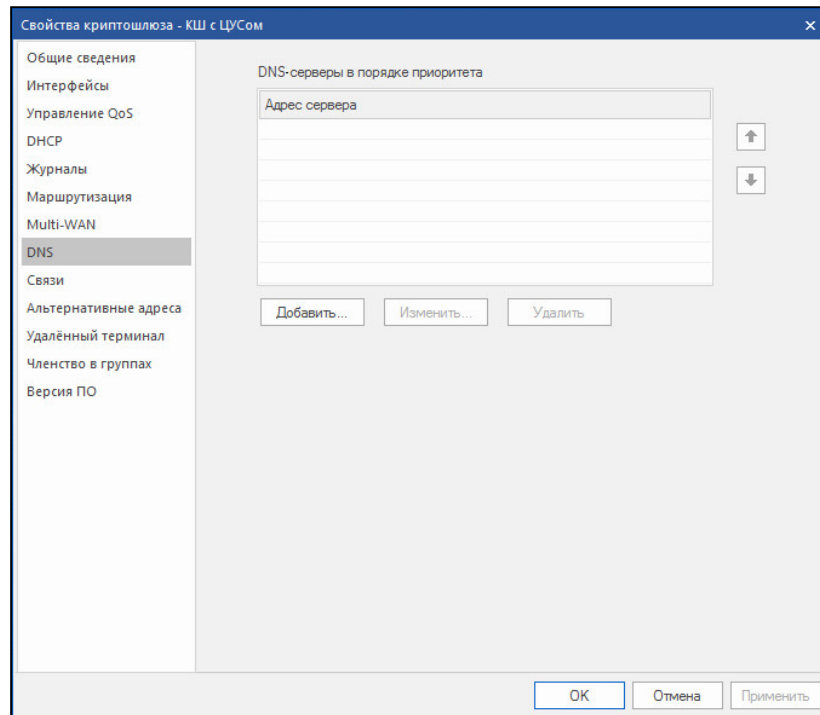 Свойства криптошлюза - КШ с ЦУСом
Общие сведения
Интерфейсы
Управление QoS
DHCP
Журналы
Маршрутизация
Multi-WAN
DNS
Связи
Альтернативные адреса
Удалённый терминал
Членство в группах
Версия ПО
DNS-серверы в порядке приоритета
Адрес сервера
Добавить... Изменить... Удалить
ОК Отмена Применить